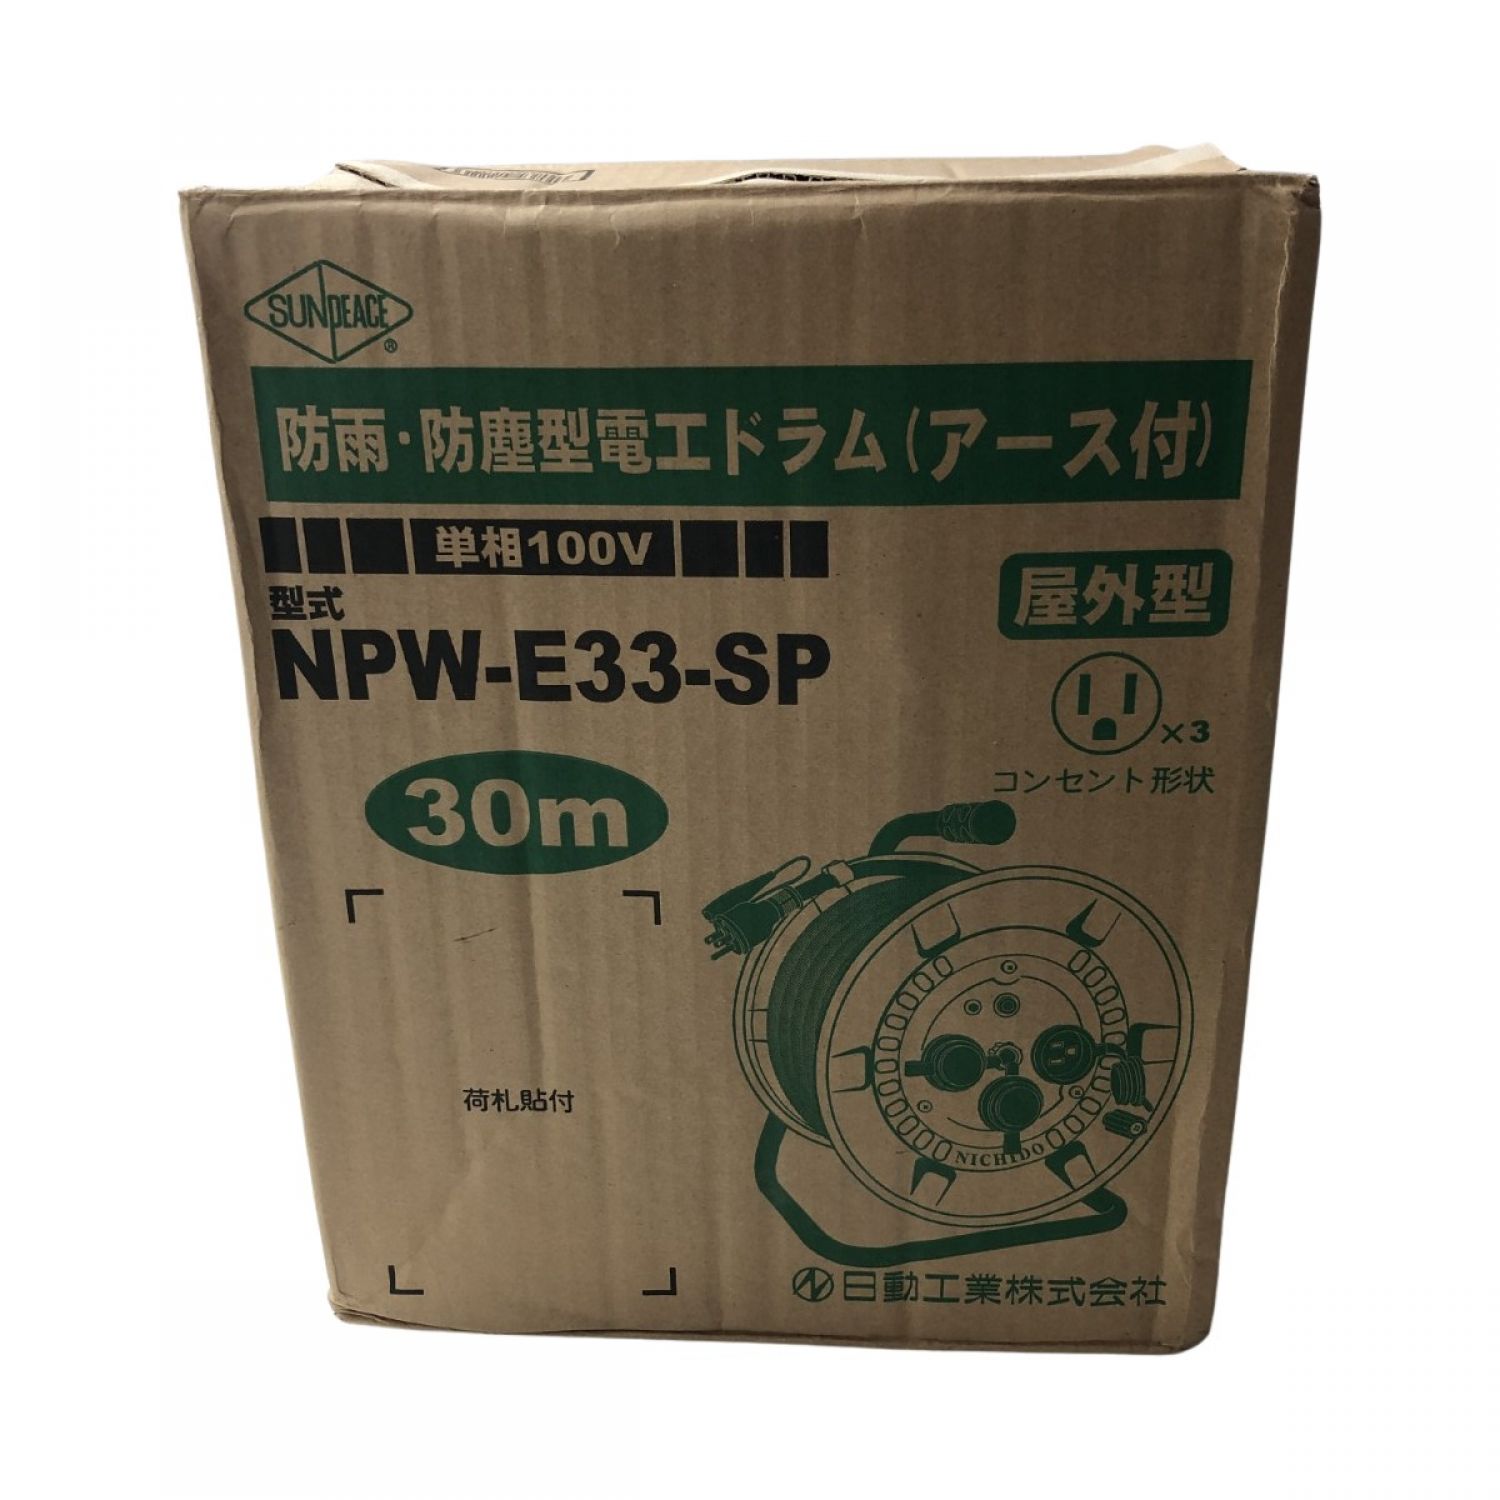 SUNPEACE®
防雨・防塵型電工ドラム(アース付)
単相100V
型式
NPW-E33-SP
屋外型
×3
コンセント形状
30m
荷札貼付
NICHIDO
日動工業株式会社